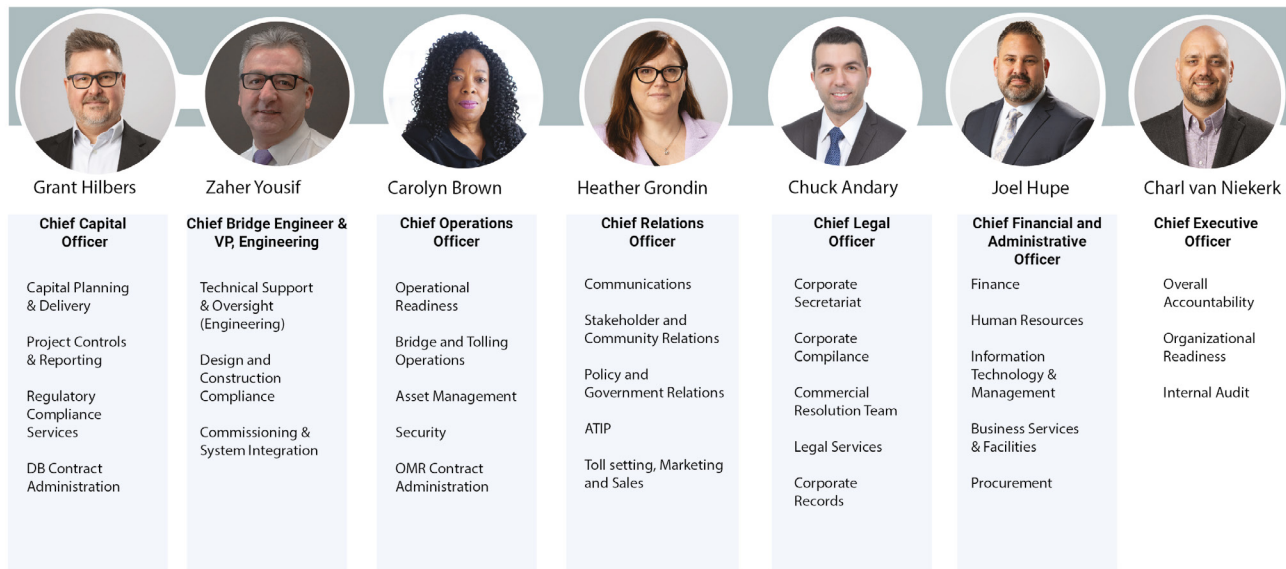 Grant Hilbers
Chief Capital
Officer
Capital Planning
& Delivery
Project Controls
& Reporting
Regulatory
Compliance
Services
DB Contract
Administration
Zaher Yousif
Chief Bridge Engineer &
VP, Engineering
Technical Support
& Oversight
(Engineering)
Design and
Construction
Compliance
Commissioning &
System Integration
Carolyn Brown
Chief Operations
Officer
Operational
Readiness
Bridge and Tolling
Operations
Asset Management
Security
OMR Contract
Administration
Heather Grondin
Chief Relations
Officer
Communications
Stakeholder and
Community Relations
Policy and
Government Relations
ATIP
Toll setting, Marketing
and Sales
Chuck Andary
Chief Legal
Officer
Corporate
Secretariat
Corporate
Compilance
Commercial
Resolution Team
Legal Services
Corporate
Records
Joel Hupe
Chief Financial and
Administrative
Officer
Finance
Human Resources
Information
Technology &
Management
Business Services
& Facilities
Procurement
Charl van Niekerk
Chief Executive
Officer
Overall
Accountability
Organizational
Readiness
Internal Audit